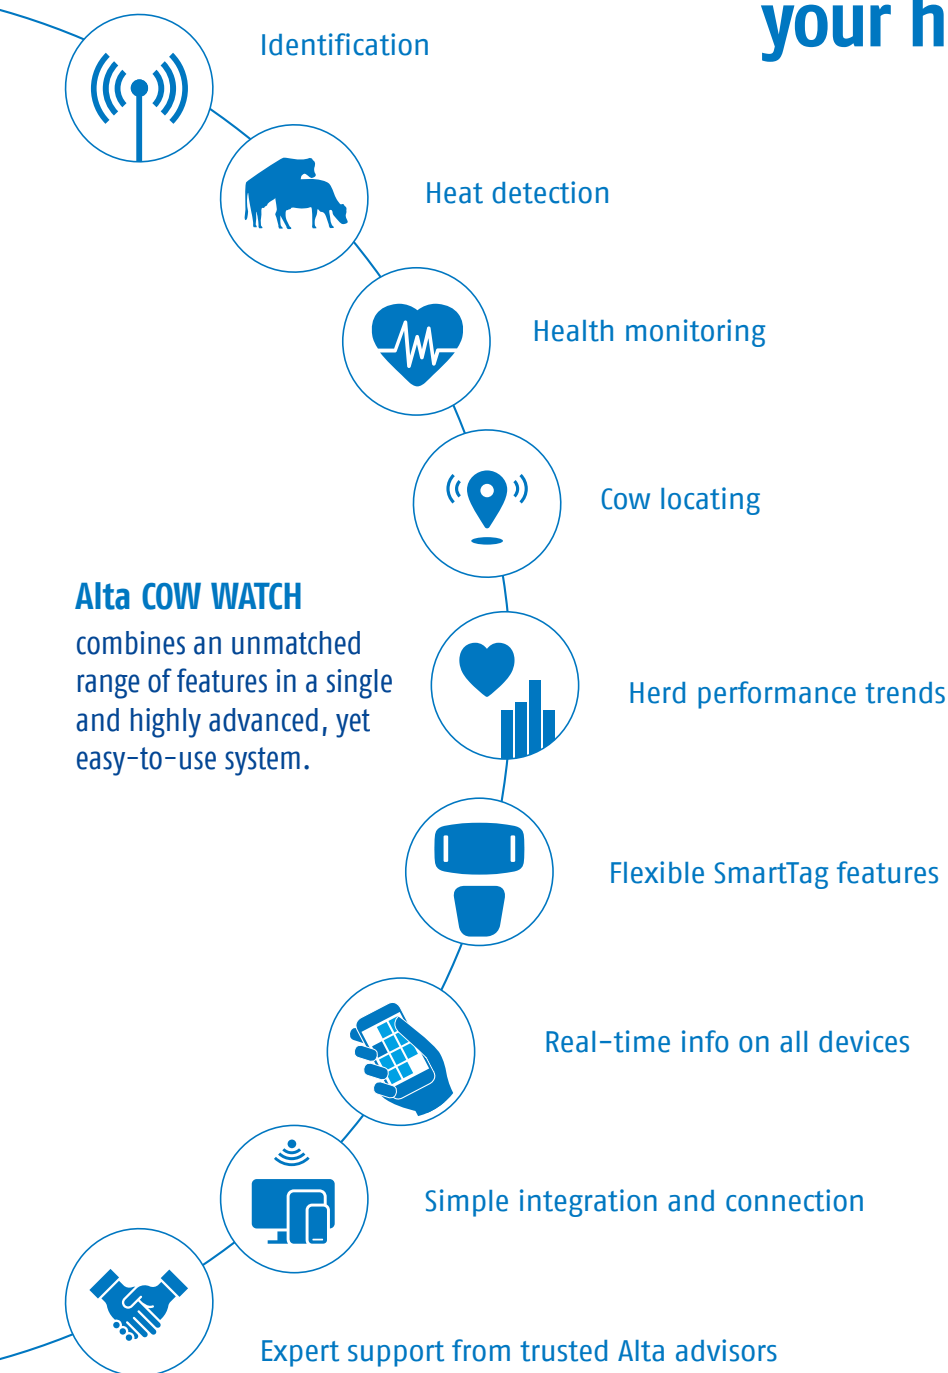 your h
Identification
Heat detection
Health monitoring
Cow locating
Alta COW WATCH
combines an unmatched
range of features in a single
and highly advanced, yet
easy-to-use system.
Herd performance trends
Flexible SmartTag features
Real-time info on all devices
Simple integration and connection
Expert support from trusted Alta advisors